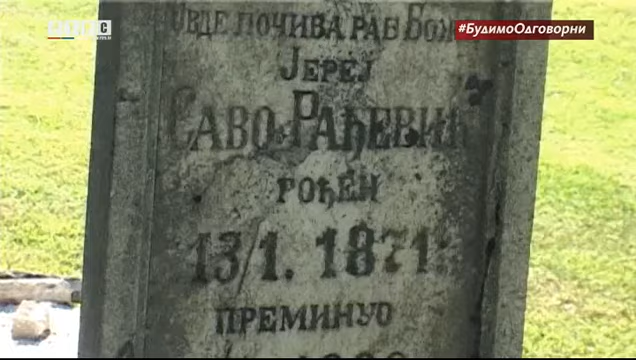 #БудимоОдговорни
ОВДЕ ПОЧИВА РАБ БОЖ
ЈЕРЕЈ
САВО РАЂЕВИЋ
РОЂЕН
13/1. 1871.
ПРЕМИНУО